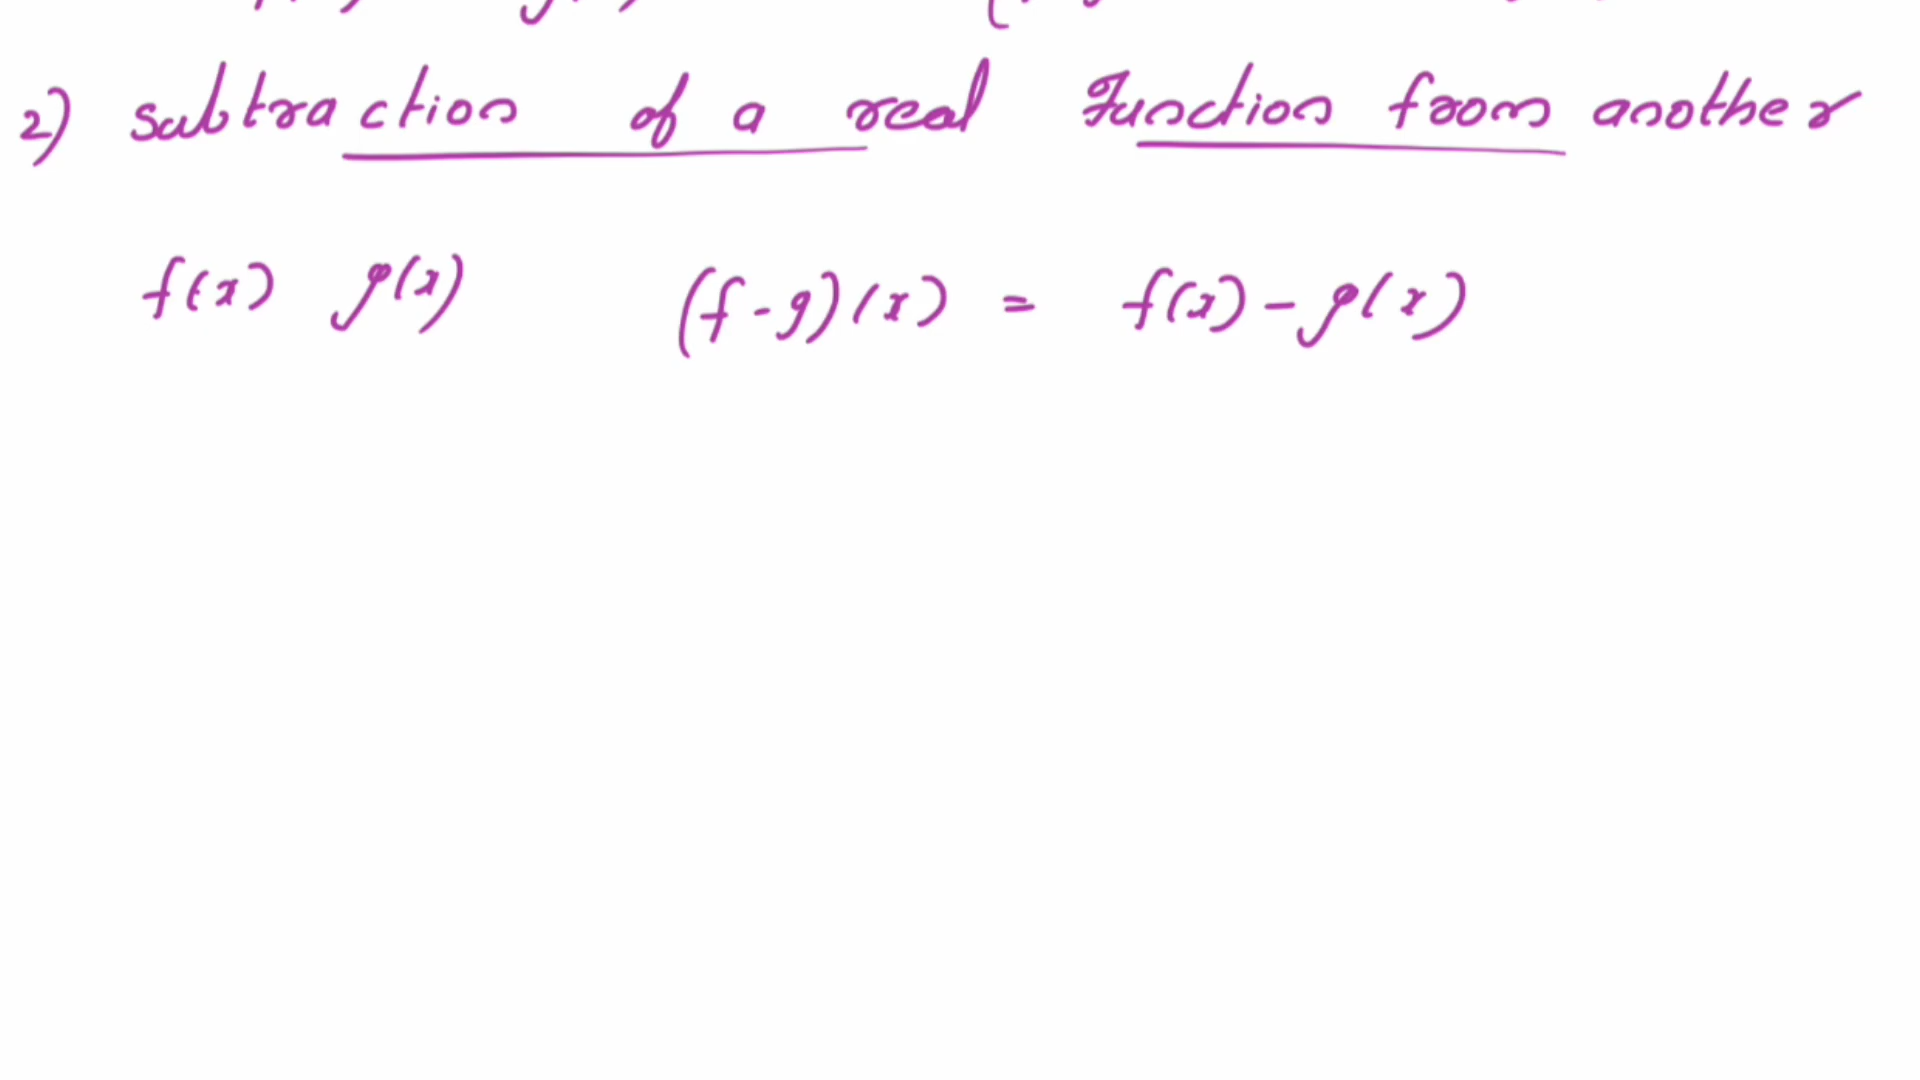 2) subtraction of a real Function from another
f(x) g(x) (f-g)(x) = f(x)-g(x)